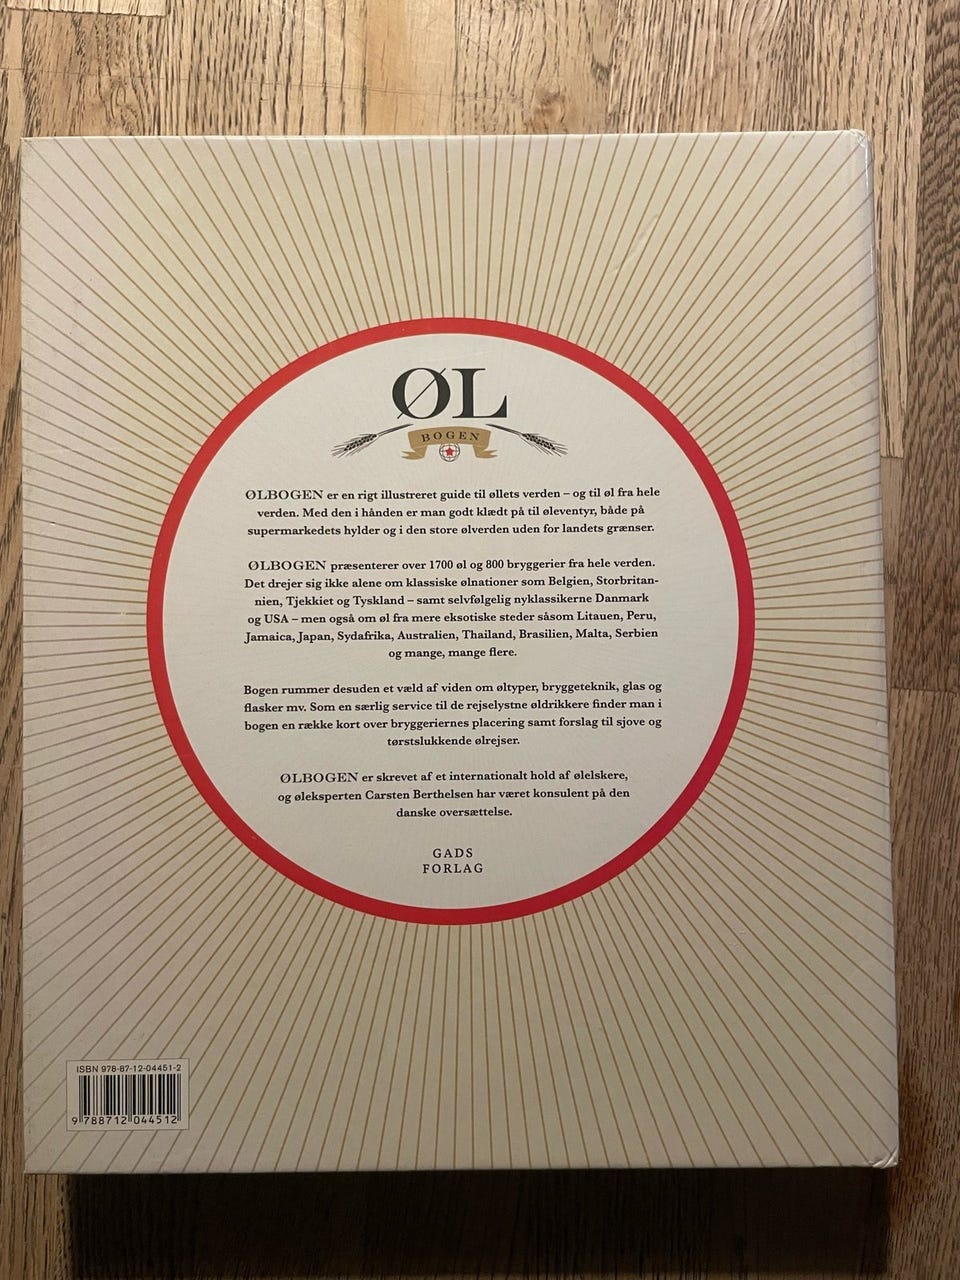 ØL
BOGEN
ØLBOGEN er en rigt illustreret guide til øllets verden – og til øl fra hele
verden. Med den i hånden er man godt klædt på til øleventyr, både på
supermarkedets hylder og i den store ølverden uden for landets grænser.
ØLBOGEN præsenterer over 1700 øl og 800 bryggerier fra hele verden.
Det drejer sig ikke alene om klassiske ølnationer som Belgien, Storbritan-
nien, Tjekkiet og Tyskland – samt selvfølgelig nyklassikerne Danmark
og USA – men også om øl fra mere eksotiske steder såsom Litauen, Peru,
Jamaica, Japan, Sydafrika, Australien, Thailand, Brasilien, Malta, Serbien
og mange, mange flere.
Bogen rummer desuden et væld af viden om øltyper, bryggeteknik, glas og
flasker mv. Som en særlig service til de rejselystne øldrikkere finder man i
bogen en række kort over bryggeriernes placering samt forslag til sjove og
tørstslukkende ølrejser.
ØLBOGEN er skrevet af et internationalt hold af ølelskere,
og øleksperten Carsten Berthelsen har været konsulent på den
danske oversættelse.
GADS
FORLAG
ISBN 978-87-12-04451-2
9 788712 044512